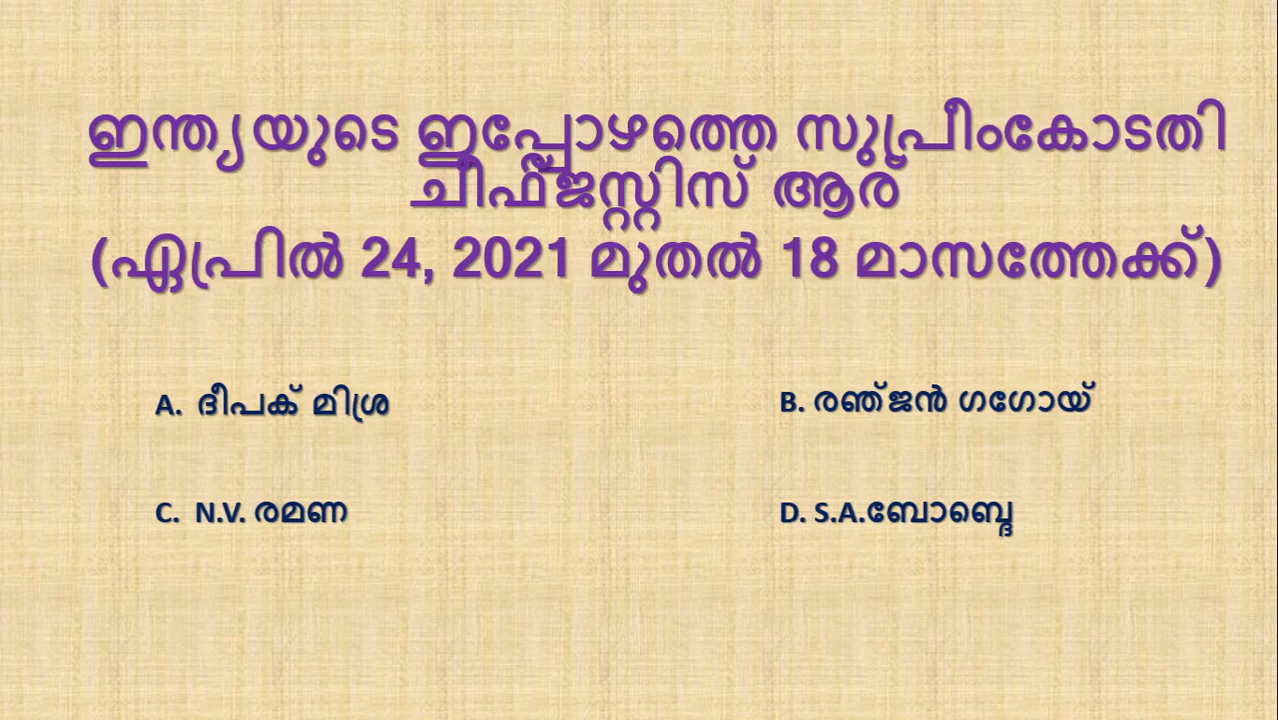 ഇന്ത്യയുടെ ഇപ്പോഴത്തെ സുപ്രീംകോടതി
ചീഫ്ജസ്റ്റിസ് ആര്
(ഏപ്രിൽ 24, 2021 മുതൽ 18 മാസത്തേക്ക്)
A. ദീപക് മിശ്ര
B. രഞ്ജൻ ഗഗോയ്
C. N.V. രമണ
D. S.A.ബോബ്ഡെ